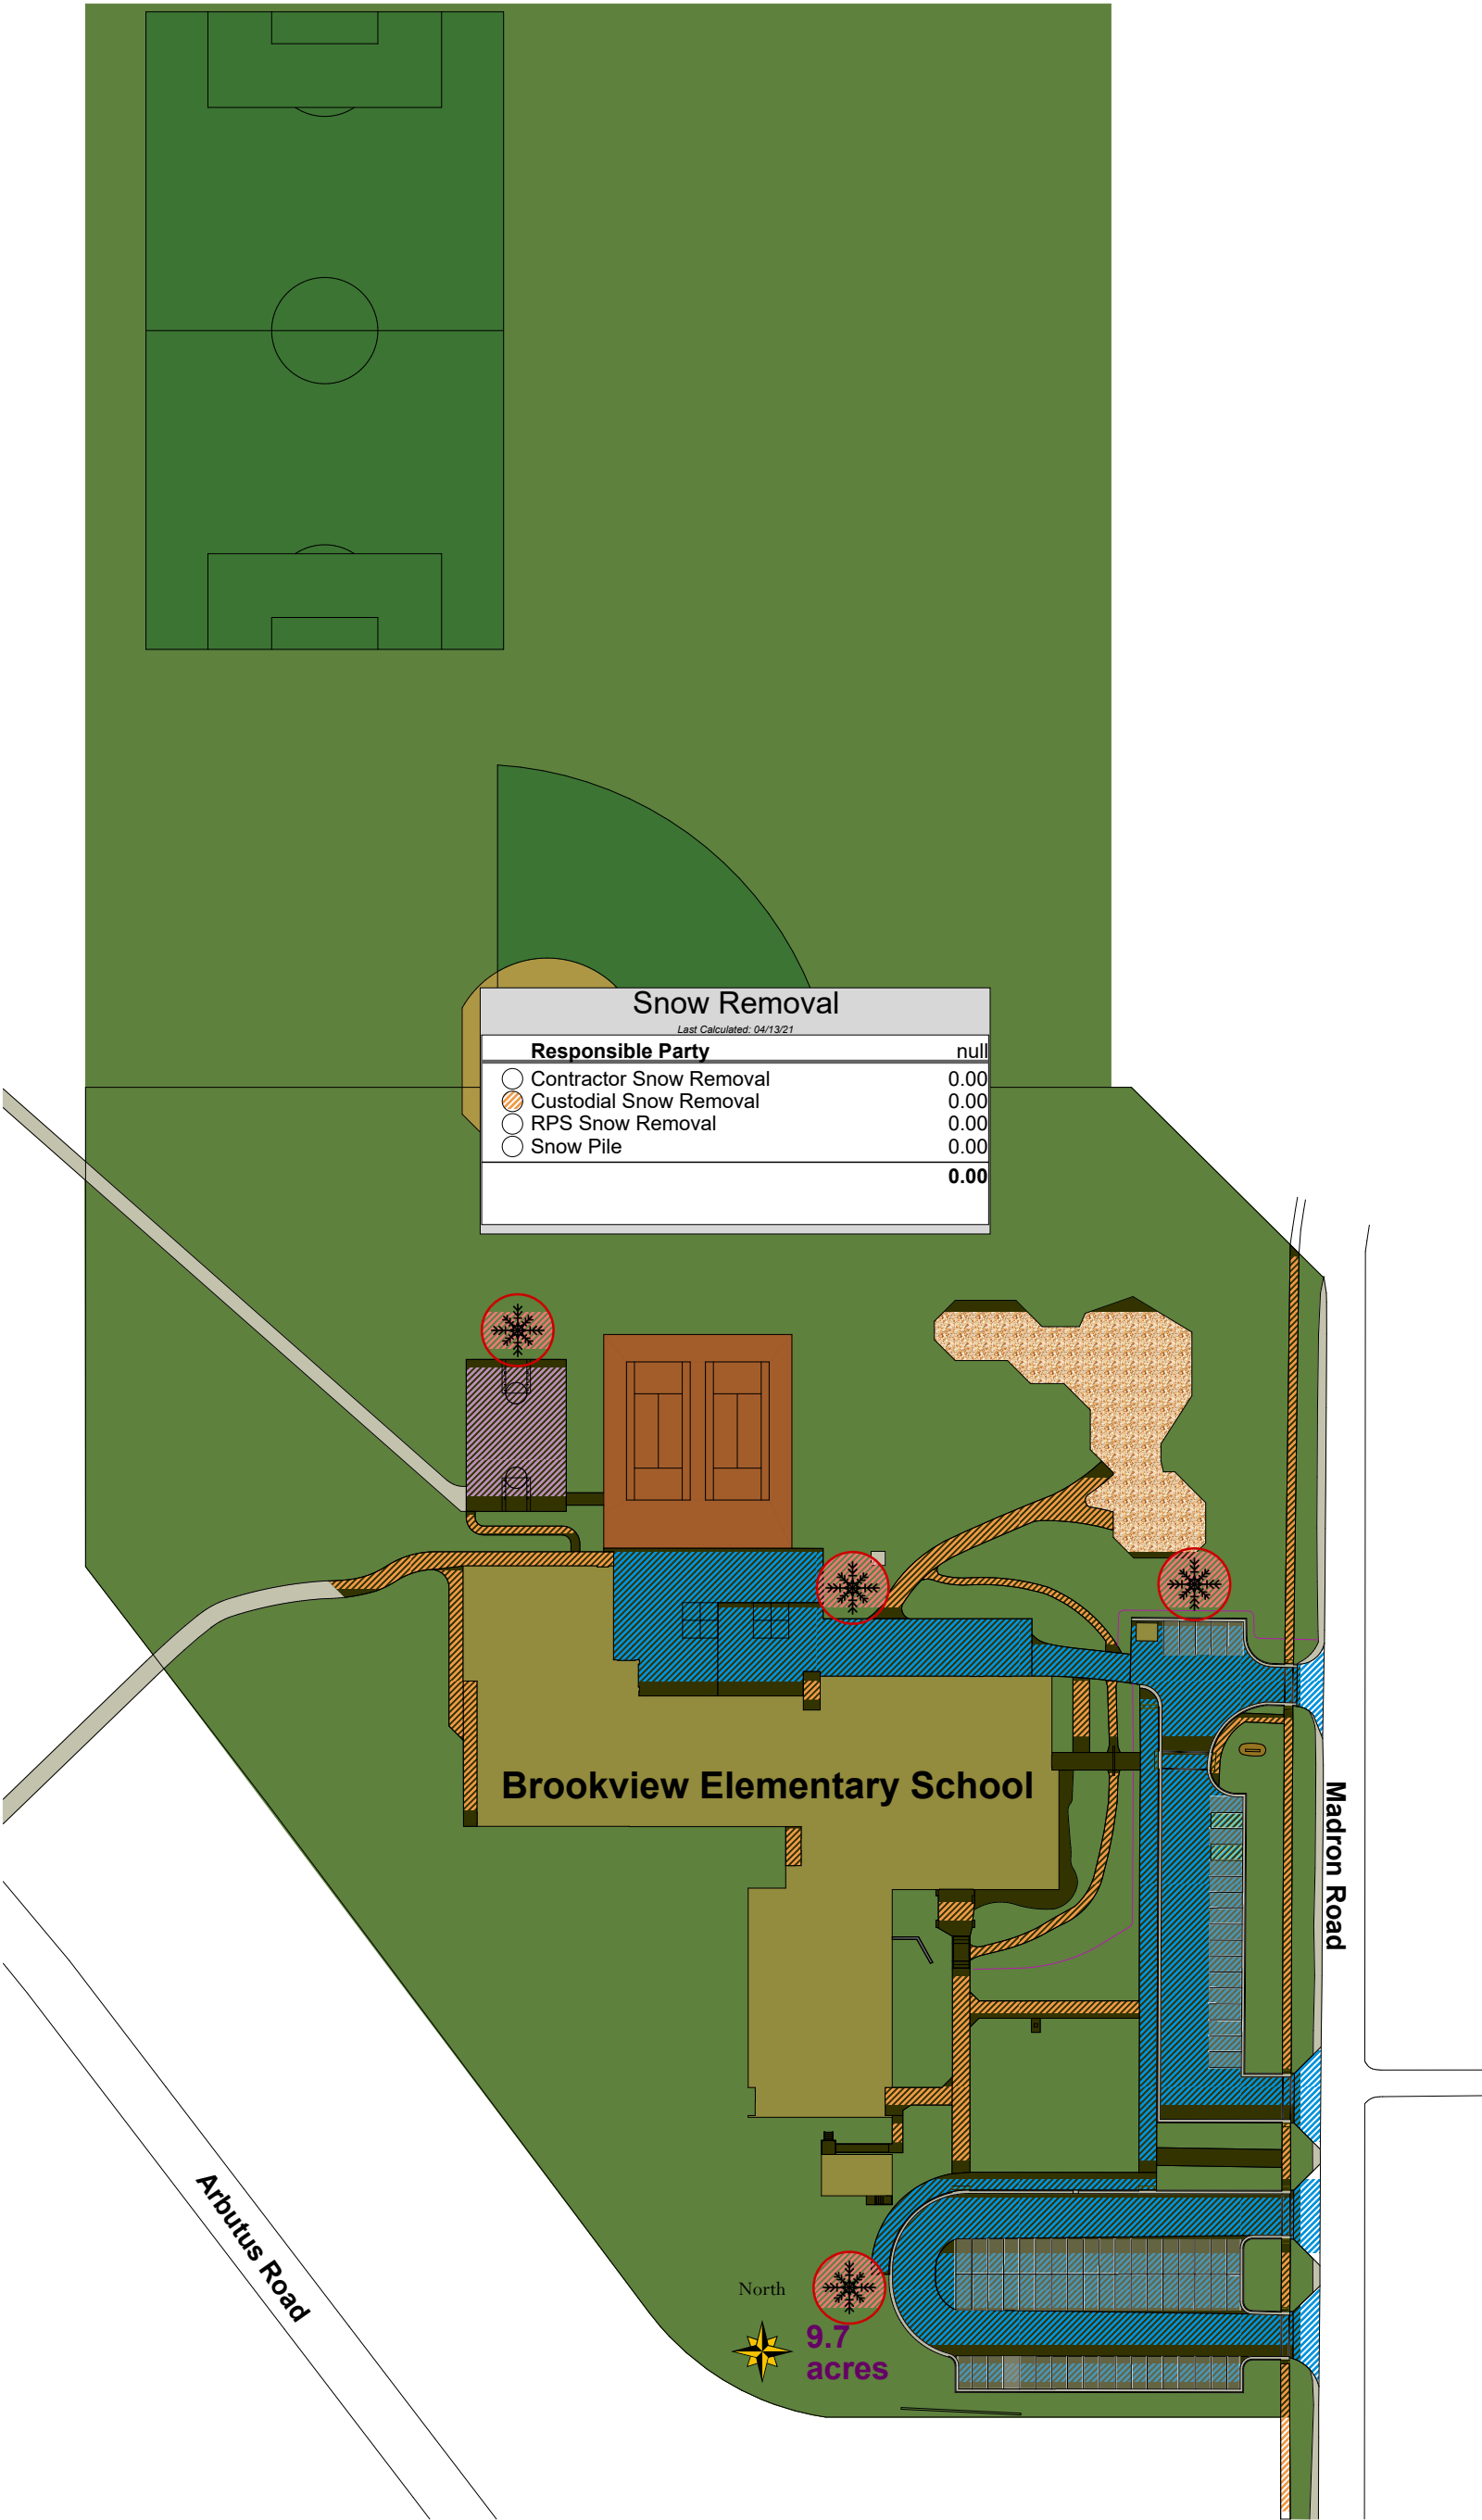 Snow Removal
Last Calculated: 04/13/21
Responsible Party null
Contractor Snow Removal 0.00
Custodial Snow Removal 0.00
RPS Snow Removal 0.00
Snow Pile 0.00
0.00
Brookview Elementary School
Madron Road
Arbutus Road
North
9.7
acres